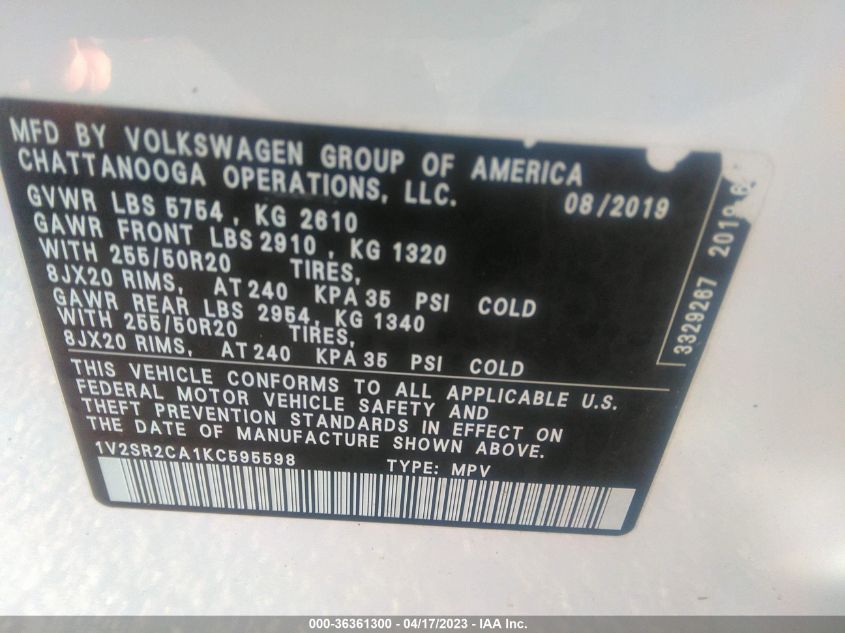 MFD BY VOLKSWAGEN GROUP OF AMERICA
CHATTANOOGA OPERATIONS, LLC. 08/2019
GVWR LBS 5754, KG 2610
GAWR FRONT LBS 2910, KG 1320
WITH 255/50R20 TIRES,
8JX20 RIMS, AT 240 KPA 35 PSI COLD
GAWR REAR LBS 2954, KG 1340
WITH 255/50R20 TIRES,
8JX20 RIMS, AT 240 KPA 35 PSI COLD
THIS VEHICLE CONFORMS TO ALL APPLICABLE U.S.
FEDERAL MOTOR VEHICLE SAFETY AND
THEFT PREVENTION STANDARDS IN EFFECT ON
THE DATE OF MANUFACTURE SHOWN ABOVE.
1V2SR2CA1KC595598 TYPE: MPV
3329267 2019
000-36361300 - 04/17/2023 - IAA Inc.